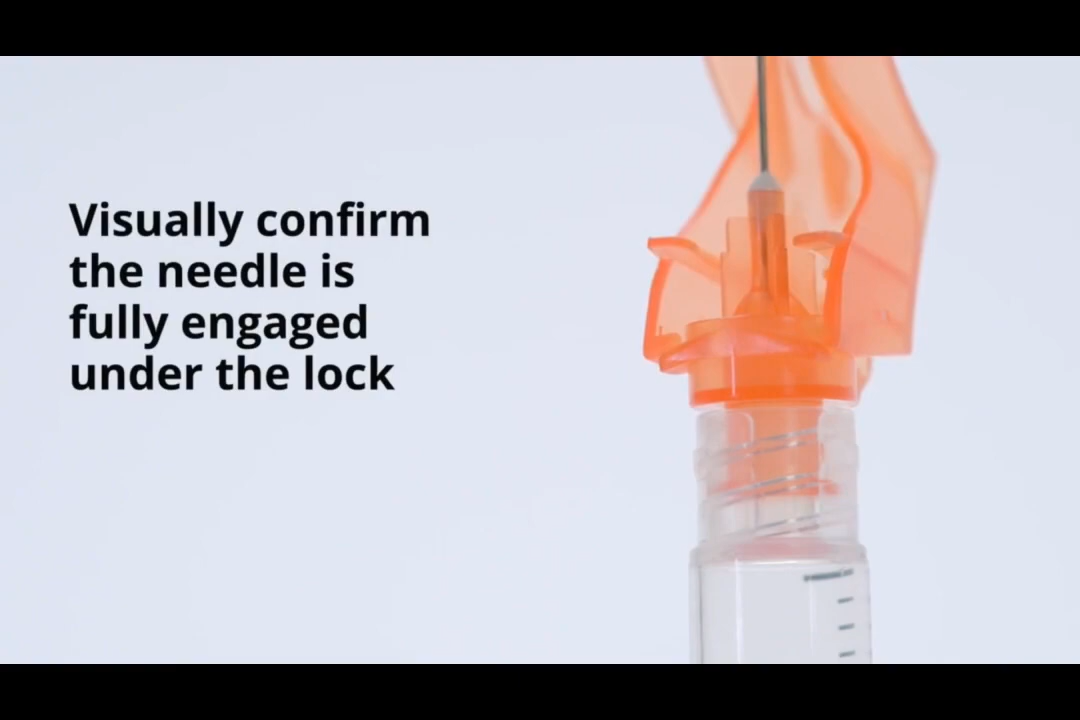 Visually confirm
the needle is
fully engaged
under the lock